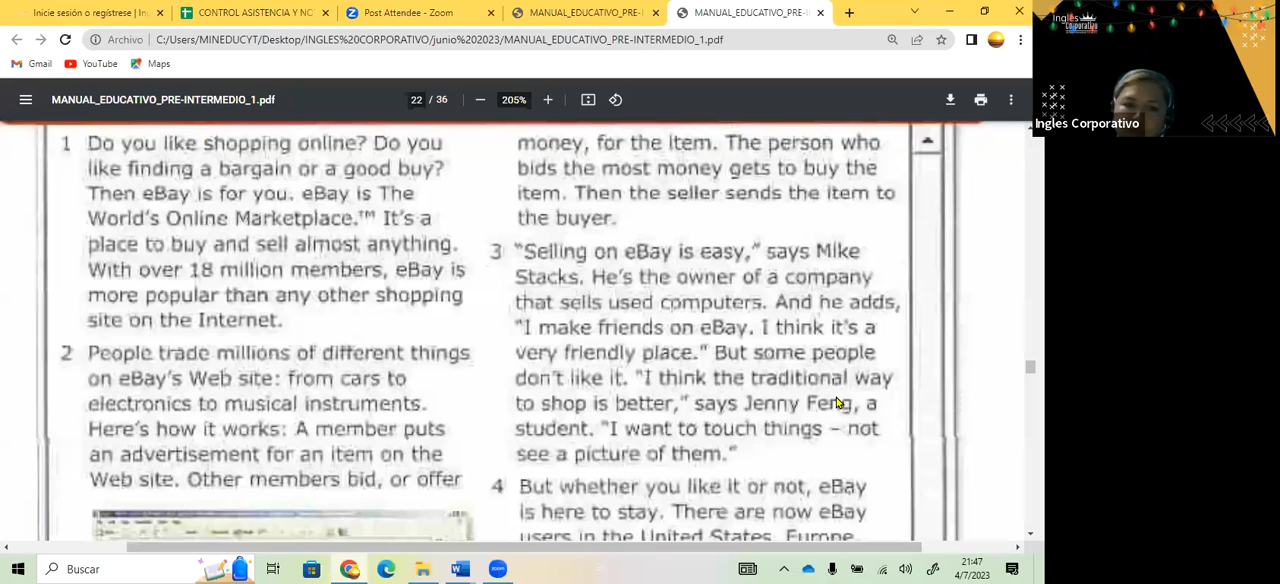 Inicie sesión o regístrese | In
CONTROL ASISTENCIA Y NO
Post Attendee - Zoom
MANUAL_EDUCATIVO_PRE-I
MANUAL_EDUCATIVO_PRE-I
Archivo
C:/Users/MINEDUCYT/Desktop/INGLES%20CORPORATIVO/junio%202023/MANUAL_EDUCATIVO_PRE-INTERMEDIO_1.pdf
Gmail
YouTube
Maps
MANUAL_EDUCATIVO_PRE-INTERMEDIO_1.pdf
22 / 36
205%
1 Do you like shopping online? Do you
like finding a bargain or a good buy?
Then eBay is for you. eBay is The
World's Online Marketplace.™ It's a
place to buy and sell almost anything.
With over 18 million members, eBay is
more popular than any other shopping
site on the Internet.
2 People trade millions of different things
on eBay's Web site: from cars to
electronics to musical instruments.
Here's how it works: A member puts
an advertisement for an item on the
Web site. Other members bid, or offer
money, for the item. The person who
bids the most money gets to buy the
item. Then the seller sends the item to
the buyer.
3 "Selling on eBay is easy," says Mike
Stacks. He's the owner of a company
that sells used computers. And he adds,
"I make friends on eBay. I think it's a
very friendly place." But some people
don't like it. "I think the traditional way
to shop is better," says Jenny Feng, a
student. "I want to touch things – not
see a picture of them."
4 But whether you like it or not, eBay
is here to stay. There are now eBay
users in the United States, Europe,
Ingles
Corporativo
Ingles Corporativo
Buscar
21:47
4/7/2023